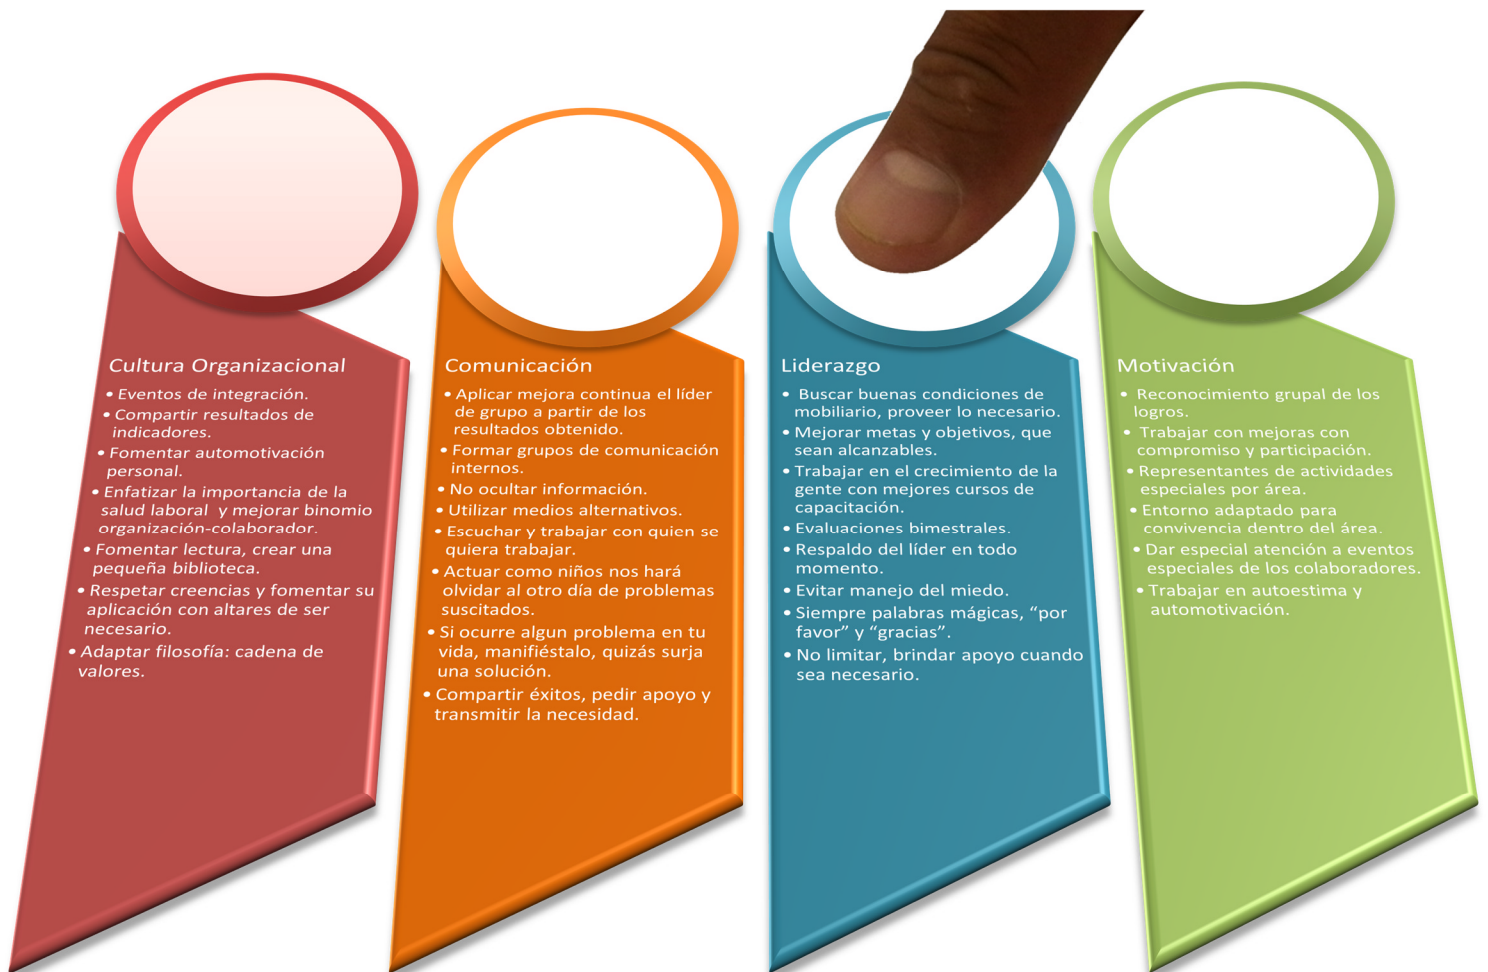 Cultura Organizacional
• Eventos de integración.
• Compartir resultados de
indicadores.
• Fomentar automotivación
personal.
• Enfatizar la importancia de la
salud laboral y mejorar binomio
organización-colaborador.
• Fomentar lectura, crear una
pequeña biblioteca.
• Respetar creencias y fomentar su
aplicación con altares de ser
necesario.
• Adaptar filosofía: cadena de
valores.
Comunicación
• Aplicar mejora continua el líder
de grupo a partir de los
resultados obtenido.
• Formar grupos de comunicación
internos.
• No ocultar información.
• Utilizar medios alternativos.
• Escuchar y trabajar con quien se
quiera trabajar.
• Actuar como niños nos hará
olvidar al otro día de problemas
suscitados.
• Si ocurre algun problema en tu
vida, manifiéstalo, quizás surja
una solución.
• Compartir éxitos, pedir apoyo y
transmitir la necesidad.
Liderazgo
• Buscar buenas condiciones de
mobiliario, proveer lo necesario.
• Mejorar metas y objetivos, que
sean alcanzables.
• Trabajar en el crecimiento de la
gente con mejores cursos de
capacitación.
• Evaluaciones bimestrales.
• Respaldo del líder en todo
momento.
• Evitar manejo del miedo.
• Siempre palabras mágicas, “por
favor” y “gracias”.
• No limitar, brindar apoyo cuando
sea necesario.
Motivación
• Reconocimiento grupal de los
logros.
• Trabajar con mejoras con
compromiso y participación.
• Representantes de actividades
especiales por área.
• Entorno adaptado para
convivencia dentro del área.
• Dar especial atención a eventos
especiales de los colaboradores.
• Trabajar en autoestima y
automotivación.